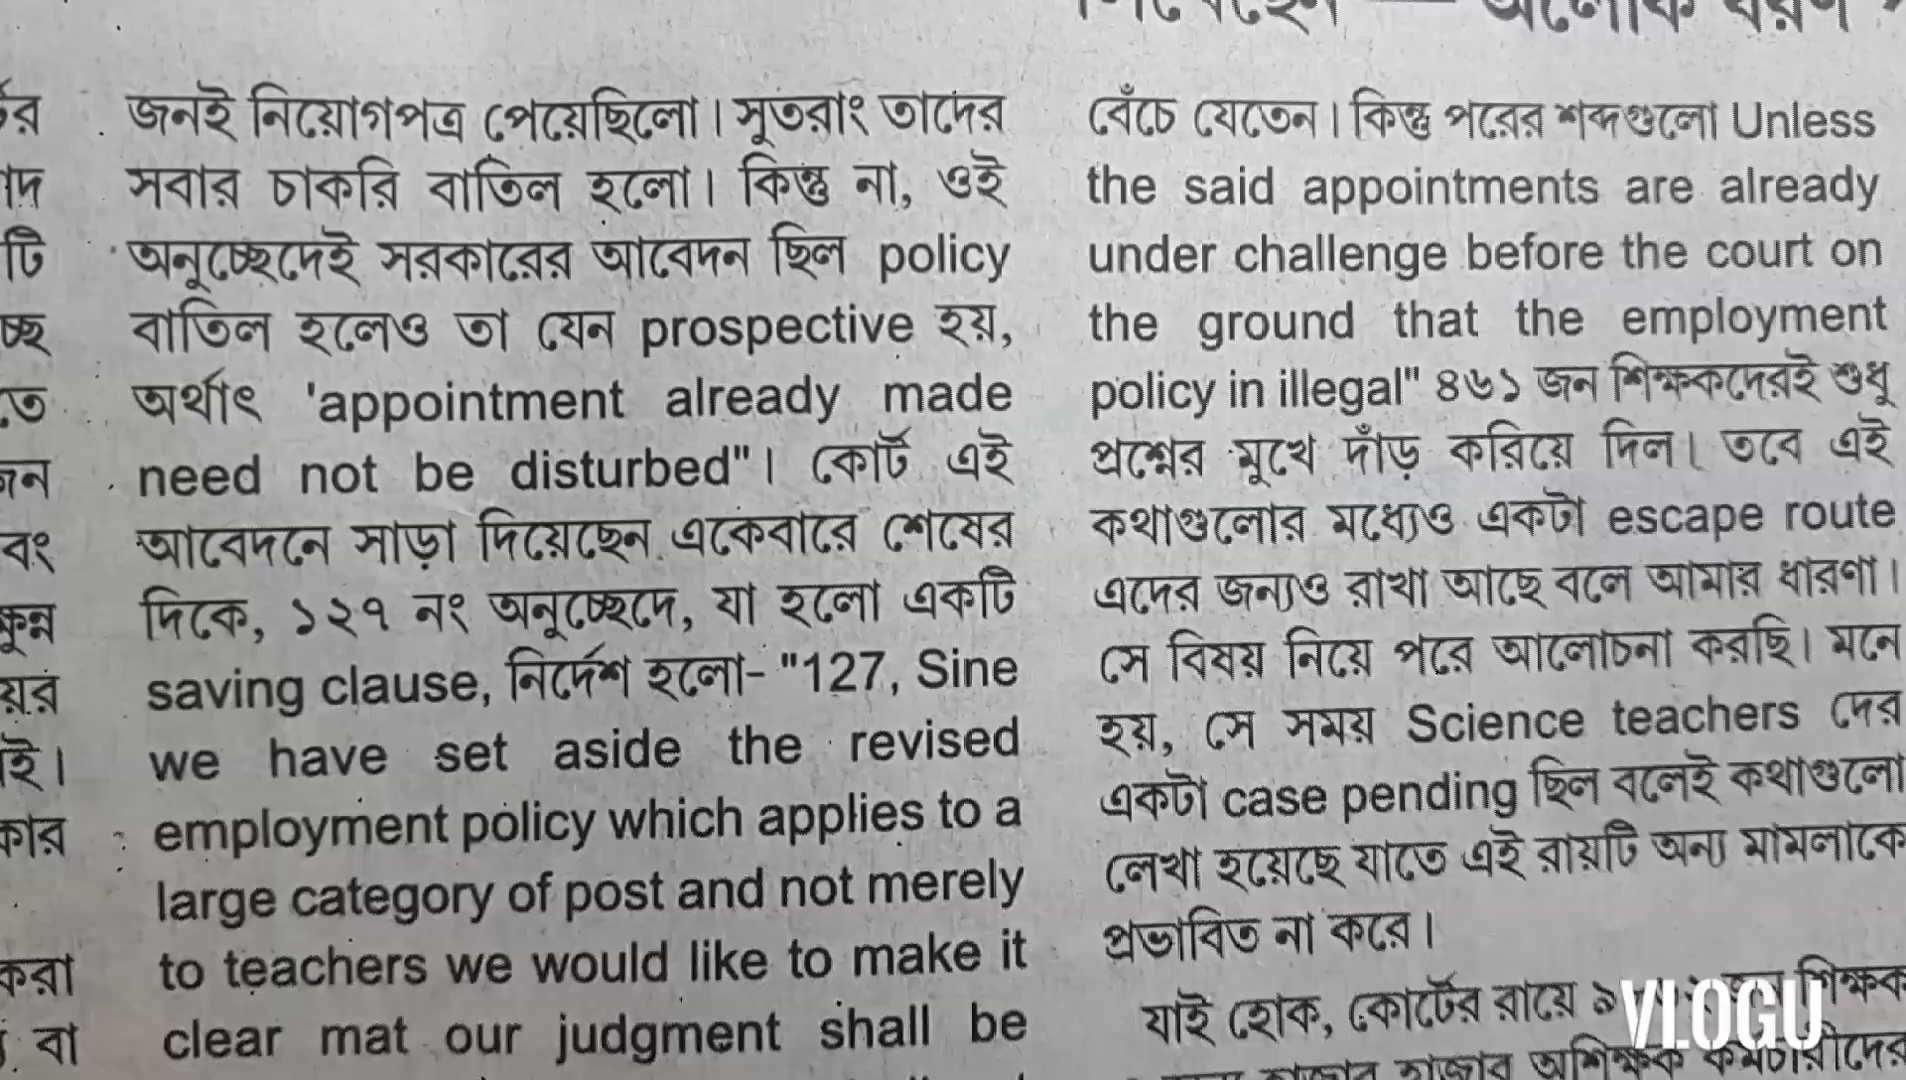 র
দ
টি
চ্ছে
তে
জন
বং
ক্ষুন্ন
য়র
ই।
কার
করা
বা
জনই নিয়োগপত্র পেয়েছিলো। সুতরাং তাদের
সবার চাকরি বাতিল হলো। কিন্তু না, ওই
অনুচ্ছেদেই সরকারের আবেদন ছিল policy
বাতিল হলেও তা যেন prospective হয়,
অর্থাৎ 'appointment already made
need not be disturbed"। কোর্ট এই
আবেদনে সাড়া দিয়েছেন একেবারে শেষের
দিকে, ১২৭ নং অনুচ্ছেদে, যা হলো একটি
saving clause, নির্দেশ হলো- "127, Sine
we have set aside the revised
employment policy which applies to a
large category of post and not merely
to teachers we would like to make it
clear mat our judgment shall be
বেঁচে যেতেন। কিন্তু পরের শব্দগুলো Unless
the said appointments are already
under challenge before the court on
the ground that the employment
policy in illegal" ৪৬১ জন শিক্ষকদেরই শুধু
প্রশ্নের মুখে দাঁড় করিয়ে দিল। তবে এই
কথাগুলোর মধ্যেও একটা escape route
এদের জন্যও রাখা আছে বলে আমার ধারণা।
সে বিষয় নিয়ে পরে আলোচনা করছি। মনে
হয়, সে সময় Science teachers দের
একটা case pending ছিল বলেই কথাগুলো
লেখা হয়েছে যাতে এই রায়টি অন্য মামলাকে
প্রভাবিত না করে।
যাই হোক, কোর্টের রায়ে শিক্ষক
হাজার অশিক্ষক কর্মচারীদের
VLOGU